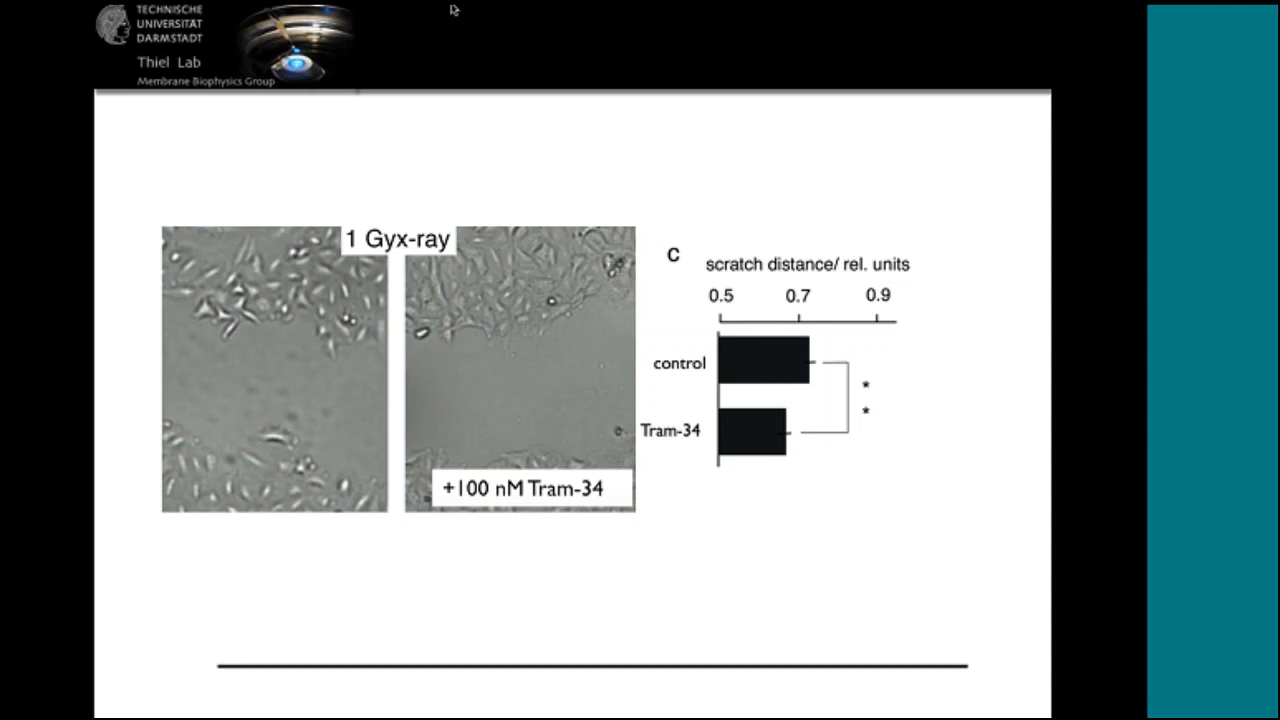 TECHNISCHE
UNIVERSITÄT
DARMSTADT
Thiel Lab
Membrane Biophysics Group
1 Gyx-ray
+100 nM Tram-34
C
scratch distance/ rel. units
0.5 0.7 0.9
control
Tram-34
*
*